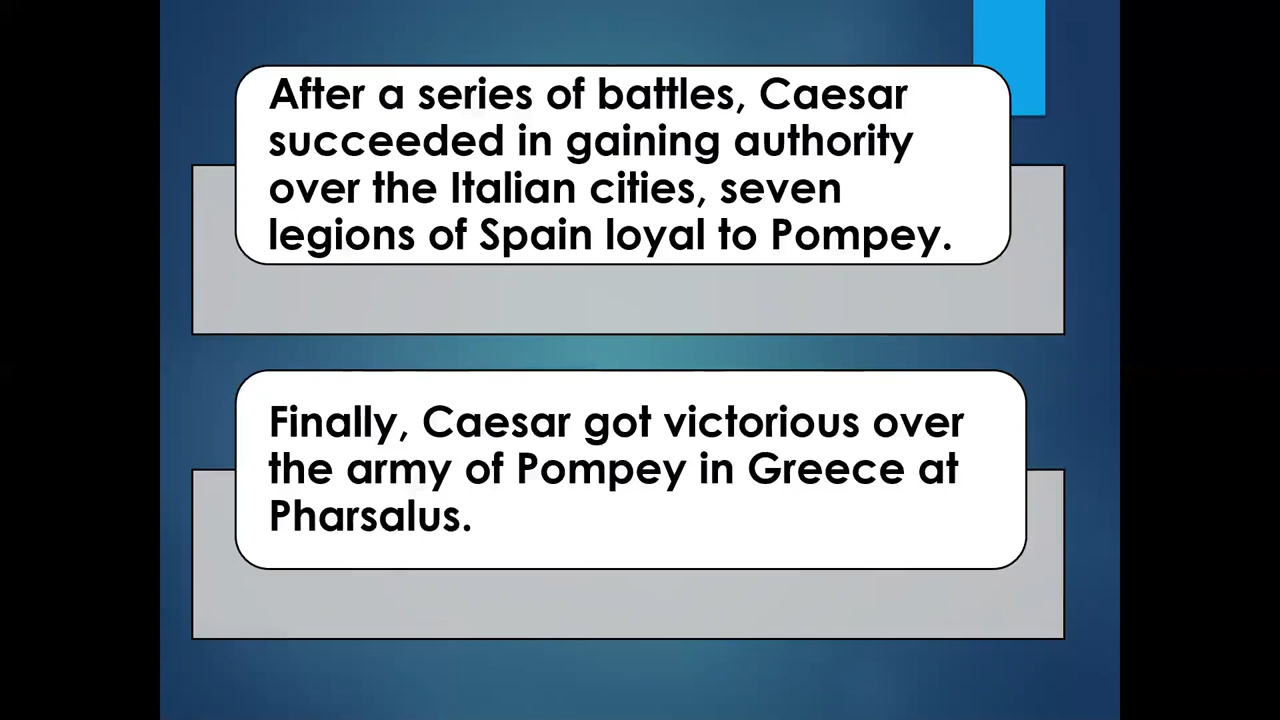 After a series of battles, Caesar
succeeded in gaining authority
over the Italian cities, seven
legions of Spain loyal to Pompey.
Finally, Caesar got victorious over
the army of Pompey in Greece at
Pharsalus.